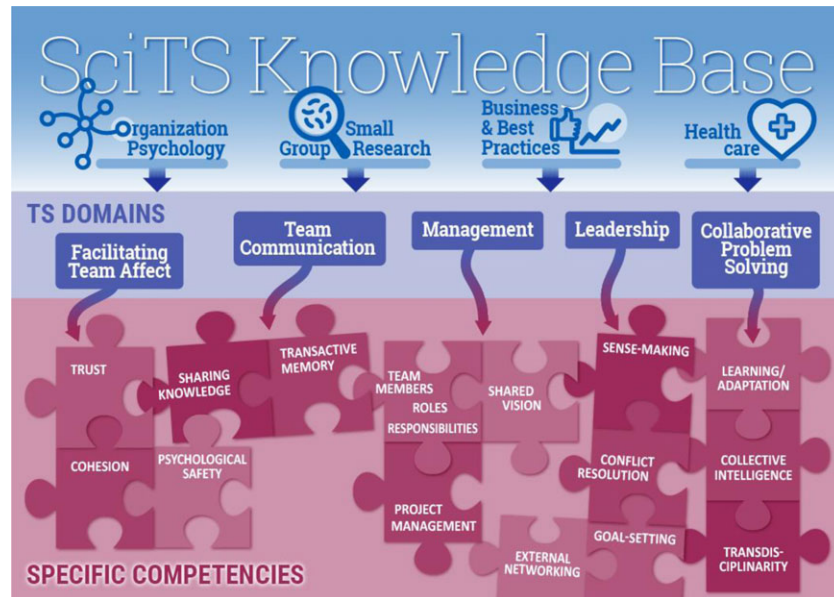 SciTS Knowledge Base
Organization
Psychology
Small
Group Research
Business
& Best
Practices
Health
care
TS DOMAINS
Facilitating
Team Affect
Team
Communication
Management
Leadership
Collaborative
Problem
Solving
TRUST
SHARING
KNOWLEDGE
TRANSACTIVE
MEMORY
TEAM
MEMBERS
ROLES
RESPONSIBILITIES
SHARED
VISION
SENSE-MAKING
LEARNING/
ADAPTATION
COHESION
PSYCHOLOGICAL
SAFETY
PROJECT
MANAGEMENT
CONFLICT
RESOLUTION
COLLECTIVE
INTELLIGENCE
EXTERNAL
NETWORKING
GOAL-SETTING
TRANSDIS-
CIPLINARITY
SPECIFIC COMPETENCIES